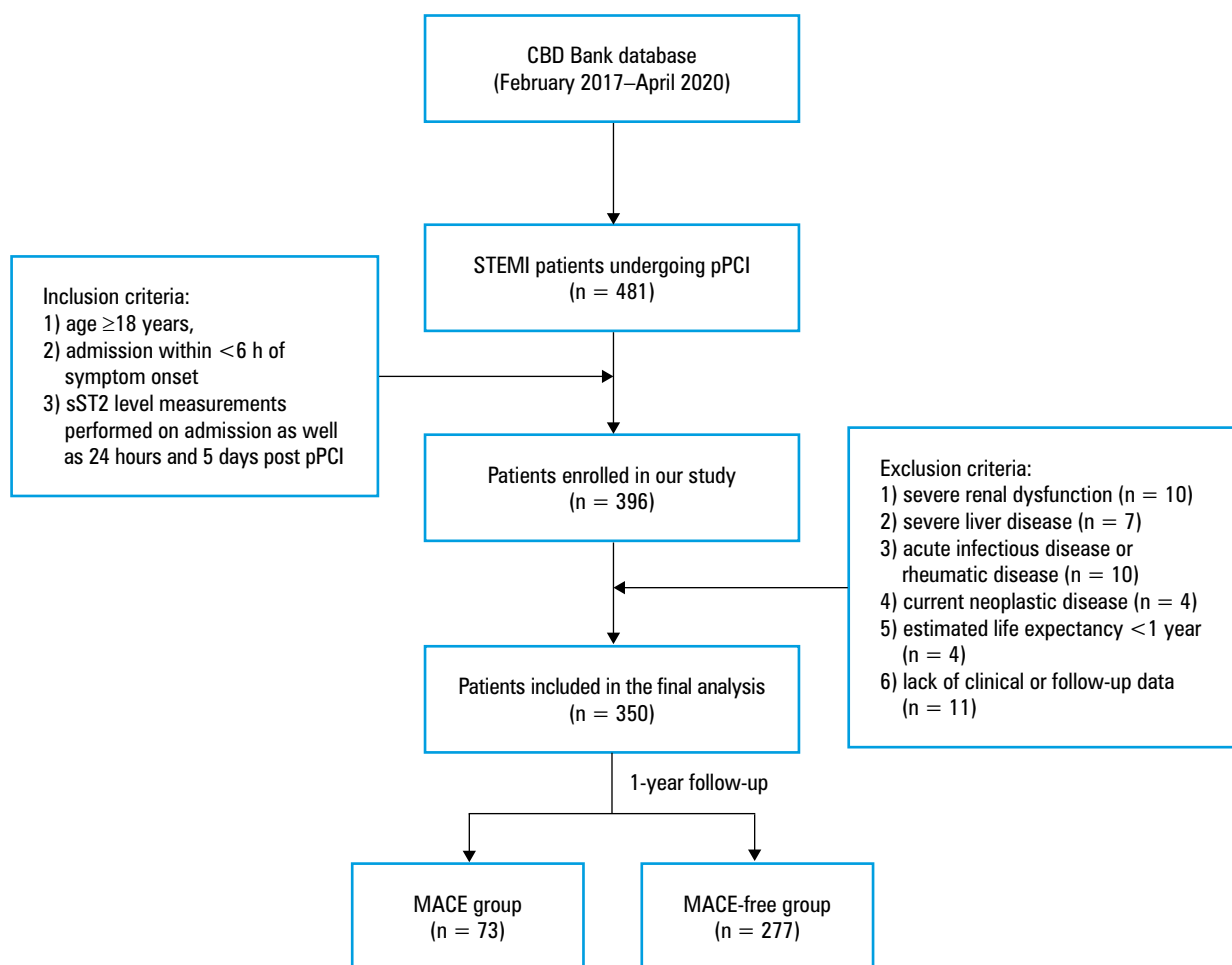 CBD Bank database
(February 2017–April 2020)
STEMI patients undergoing pPCI
(n = 481)
Inclusion criteria:
1) age ≥18 years,
2) admission within <6 h of
symptom onset
3) sST2 level measurements
performed on admission as well
as 24 hours and 5 days post pPCI
Patients enrolled in our study
(n = 396)
Exclusion criteria:
1) severe renal dysfunction (n = 10)
2) severe liver disease (n = 7)
3) acute infectious disease or
rheumatic disease (n = 10)
4) current neoplastic disease (n = 4)
5) estimated life expectancy <1 year
(n = 4)
6) lack of clinical or follow-up data
(n = 11)
Patients included in the final analysis
(n = 350)
1-year follow-up
MACE group
(n = 73)
MACE-free group
(n = 277)